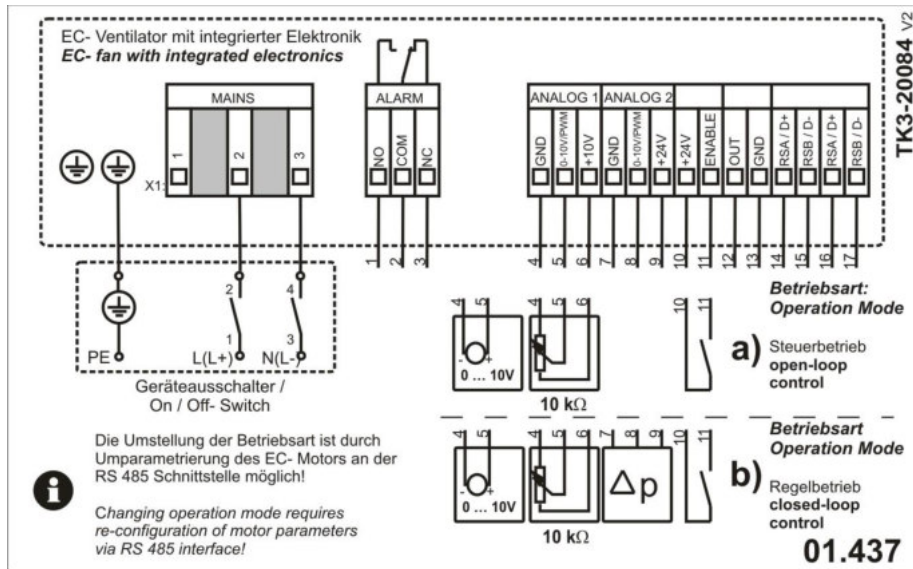 EC- Ventilator mit integrierter Elektronik
EC- fan with integrated electronics
TK3-20084 V2
MAINS
ALARM
ANALOG 1 ANALOG 2
X1:
1 2 3
NO COM NC
GND 0-10V/PWM +10V GND 0-10V/PWM +24V +24V ENABLE OUT GND RSA / D+ RSB / D- RSA / D+ RSB / D-
1 2 3 4 5 6 7 8 9 10 11 12 13 14 15 16 17
2 4
1 3
PE L(L+) N(L-)
Geräteausschalter /
On / Off- Switch
4 5 4 5 6 10 11
- +
0 ... 10V
10 kΩ
Betriebsart:
Operation Mode
a) Steuerbetrieb
open-loop
control
4 5 4 5 6 7 8 9 10 11
- +
0 ... 10V
Δp
10 kΩ
Betriebsart
Operation Mode
b) Regelbetrieb
closed-loop
control
i
Die Umstellung der Betriebsart ist durch
Umparametrierung des EC- Motors an der
RS 485 Schnittstelle möglich!
Changing operation mode requires
re-configuration of motor parameters
via RS 485 interface!
01.437